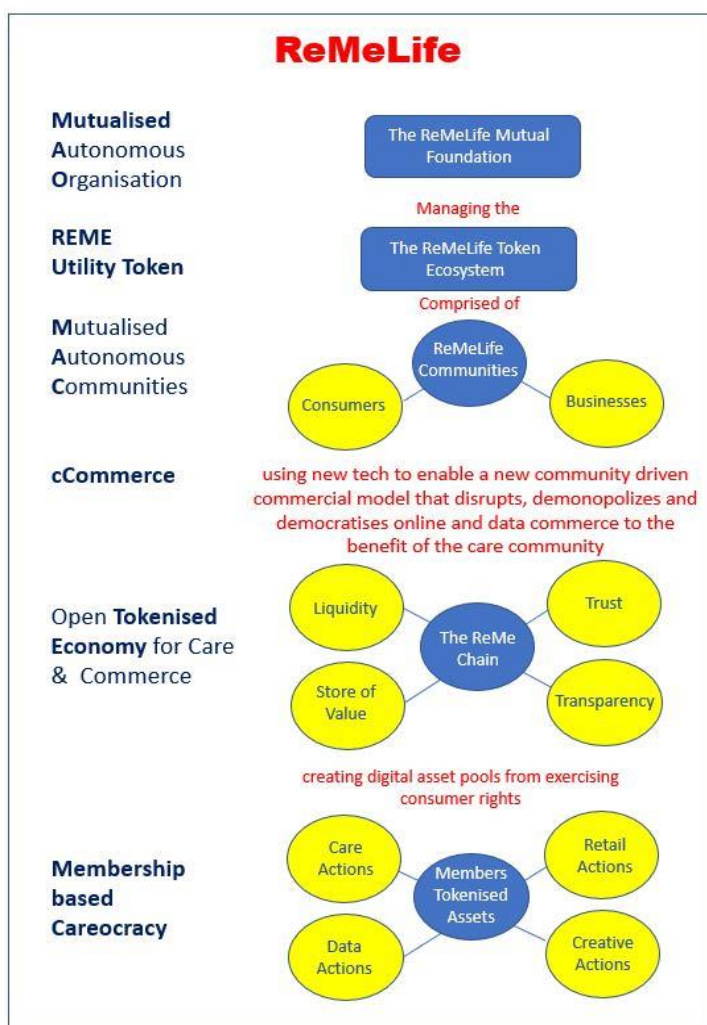 ReMeLife
Mutualised
Autonomous
Organisation
The ReMeLife Mutual
Foundation
Managing the
REME
Utility Token
The ReMeLife Token
Ecosystem
Comprised of
Mutualised
Autonomous
Communities
ReMeLife
Communities
Consumers
Businesses
cCommerce
using new tech to enable a new community driven
commercial model that disrupts, demonopolizes and
democratises online and data commerce to the
benefit of the care community
Open Tokenised
Economy for Care
& Commerce
Liquidity
Trust
The ReMe
Chain
Store of
Value
Transparency
creating digital asset pools from exercising
consumer rights
Membership
based
Careocracy
Care
Actions
Retail
Actions
Members
Tokenised
Assets
Data
Actions
Creative
Actions